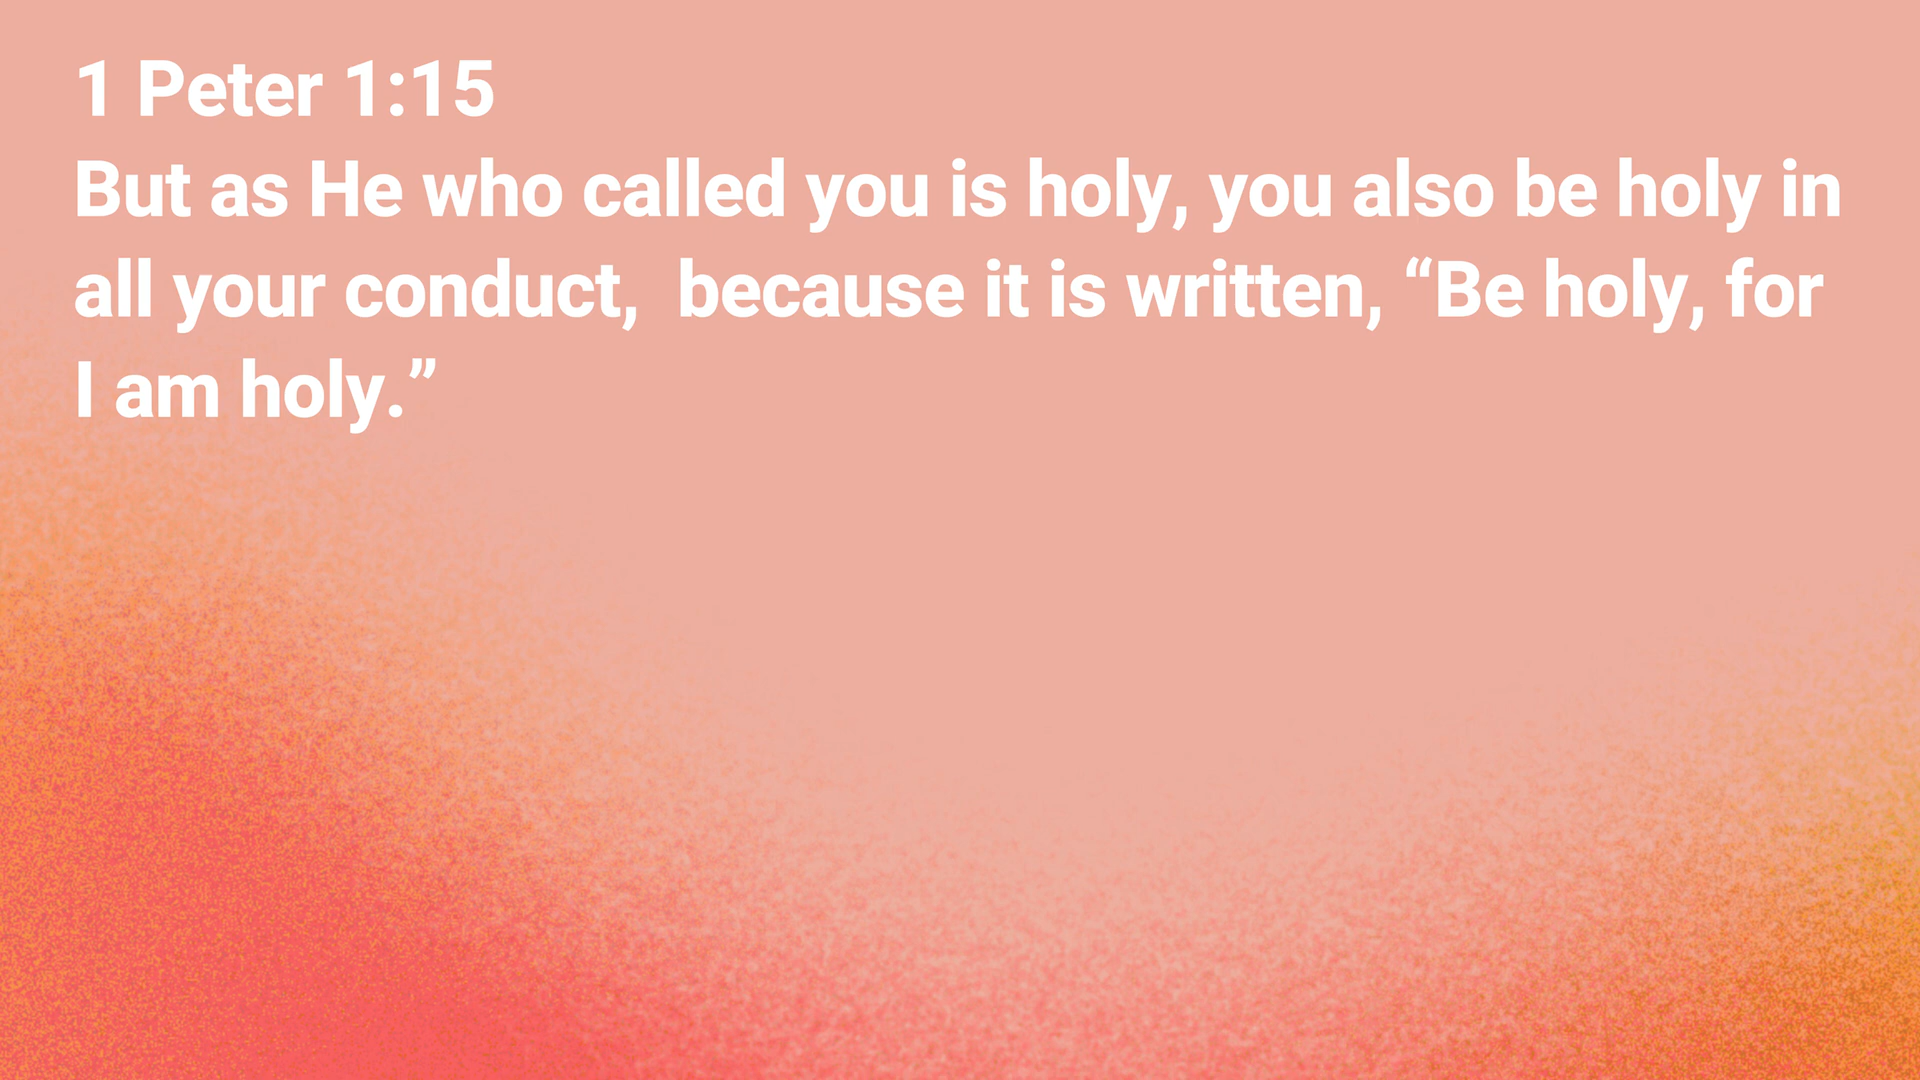 1 Peter 1:15
But as He who called you is holy, you also be holy in
all your conduct,  because it is written, “Be holy, for
I am holy.”